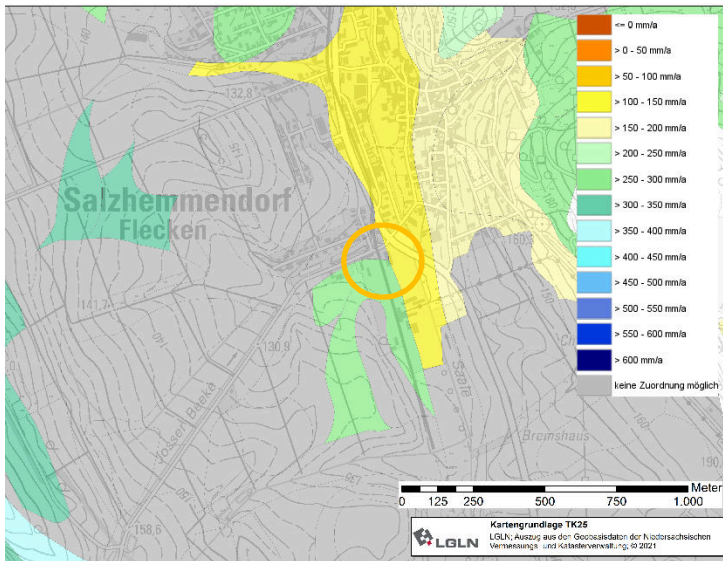 <= 0 mm/a
> 0 - 50 mm/a
> 50 - 100 mm/a
> 100 - 150 mm/a
> 150 - 200 mm/a
> 200 - 250 mm/a
> 250 - 300 mm/a
> 300 - 350 mm/a
> 350 - 400 mm/a
> 400 - 450 mm/a
> 450 - 500 mm/a
> 500 - 550 mm/a
> 550 - 600 mm/a
> 600 mm/a
keine Zuordnung möglich
132,8
Salzhemmendorf
Flecken
141,7
130,9
Saale
Bremshaus
158,6
190
Meter
0 125 250 500 750 1.000
Kartengrundlage TK25
LGLN
LGLN; Auszug aus den Geobasisdaten der Niedersächsischen
Vermessungs- und Katasterverwaltung; © 2021